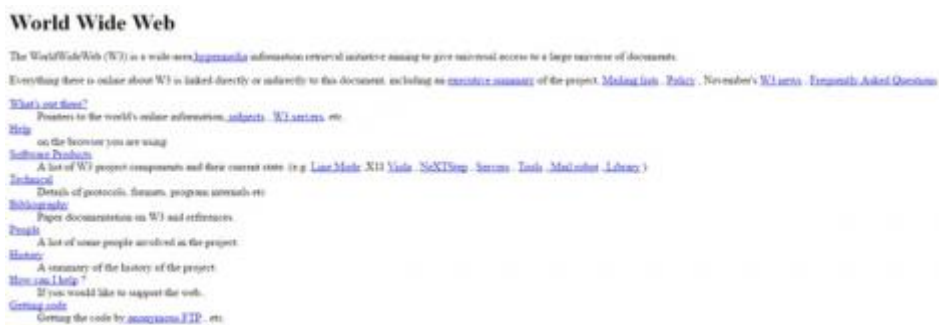 World Wide Web
The WorldWideWeb (W3) is a wide-area hypermedia information retrieval initiative aiming to give universal access to a large universe of documents.
Everything there is online about W3 is linked directly or indirectly to this document, including an executive summary of the project, Mailing lists , Policy , November's W3 news , Frequently Asked Questions
What's out there?
Pointers to the world's online information, subjects , W3 servers, etc.
Help
on the browser you are using
Software Products
A list of W3 project components and their current state. (e.g. Line Mode ,X11 Viola , NeXTStep , Servers , Tools , Mail robot , Library )
Technical
Details of protocols, formats, program internals etc
Bibliography
Paper documentation on W3 and references.
People
A list of some people involved in the project.
History
A summary of the history of the project.
How can I help ?
If you would like to support the web..
Getting code
Getting the code by anonymous FTP , etc.